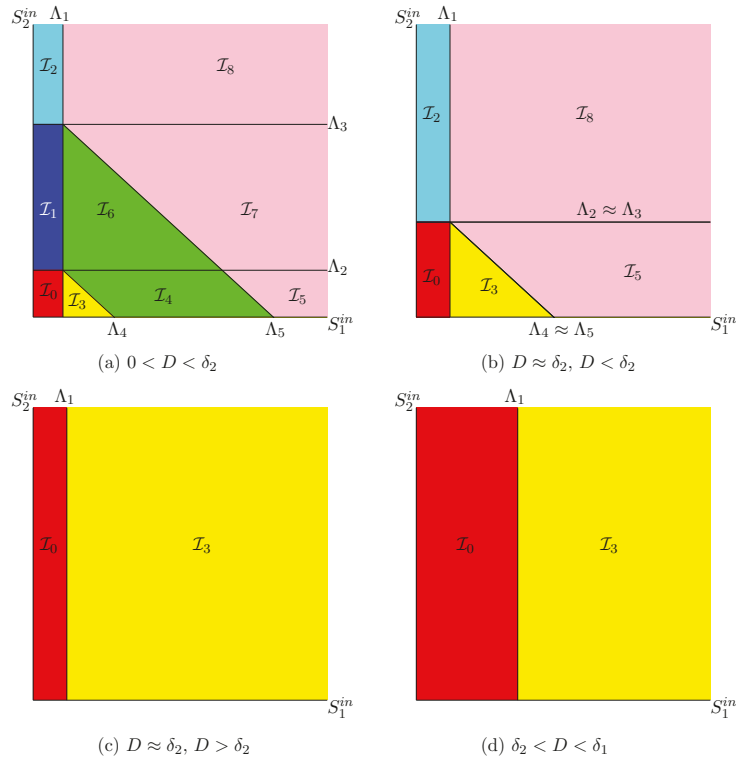 S_2^{in} Λ_1
I_2 I_8
Λ_3
I_1 I_6 I_7
Λ_2
I_0 I_3 I_4 I_5
Λ_4 Λ_5 S_1^{in}
(a) 0 < D < δ_2
S_2^{in} Λ_1
I_2 I_8
Λ_2 ≈ Λ_3
I_0 I_3 I_5
Λ_4 ≈ Λ_5 S_1^{in}
(b) D ≈ δ_2, D < δ_2
S_2^{in} Λ_1
I_0 I_3
S_1^{in}
(c) D ≈ δ_2, D > δ_2
S_2^{in} Λ_1
I_0 I_3
S_1^{in}
(d) δ_2 < D < δ_1